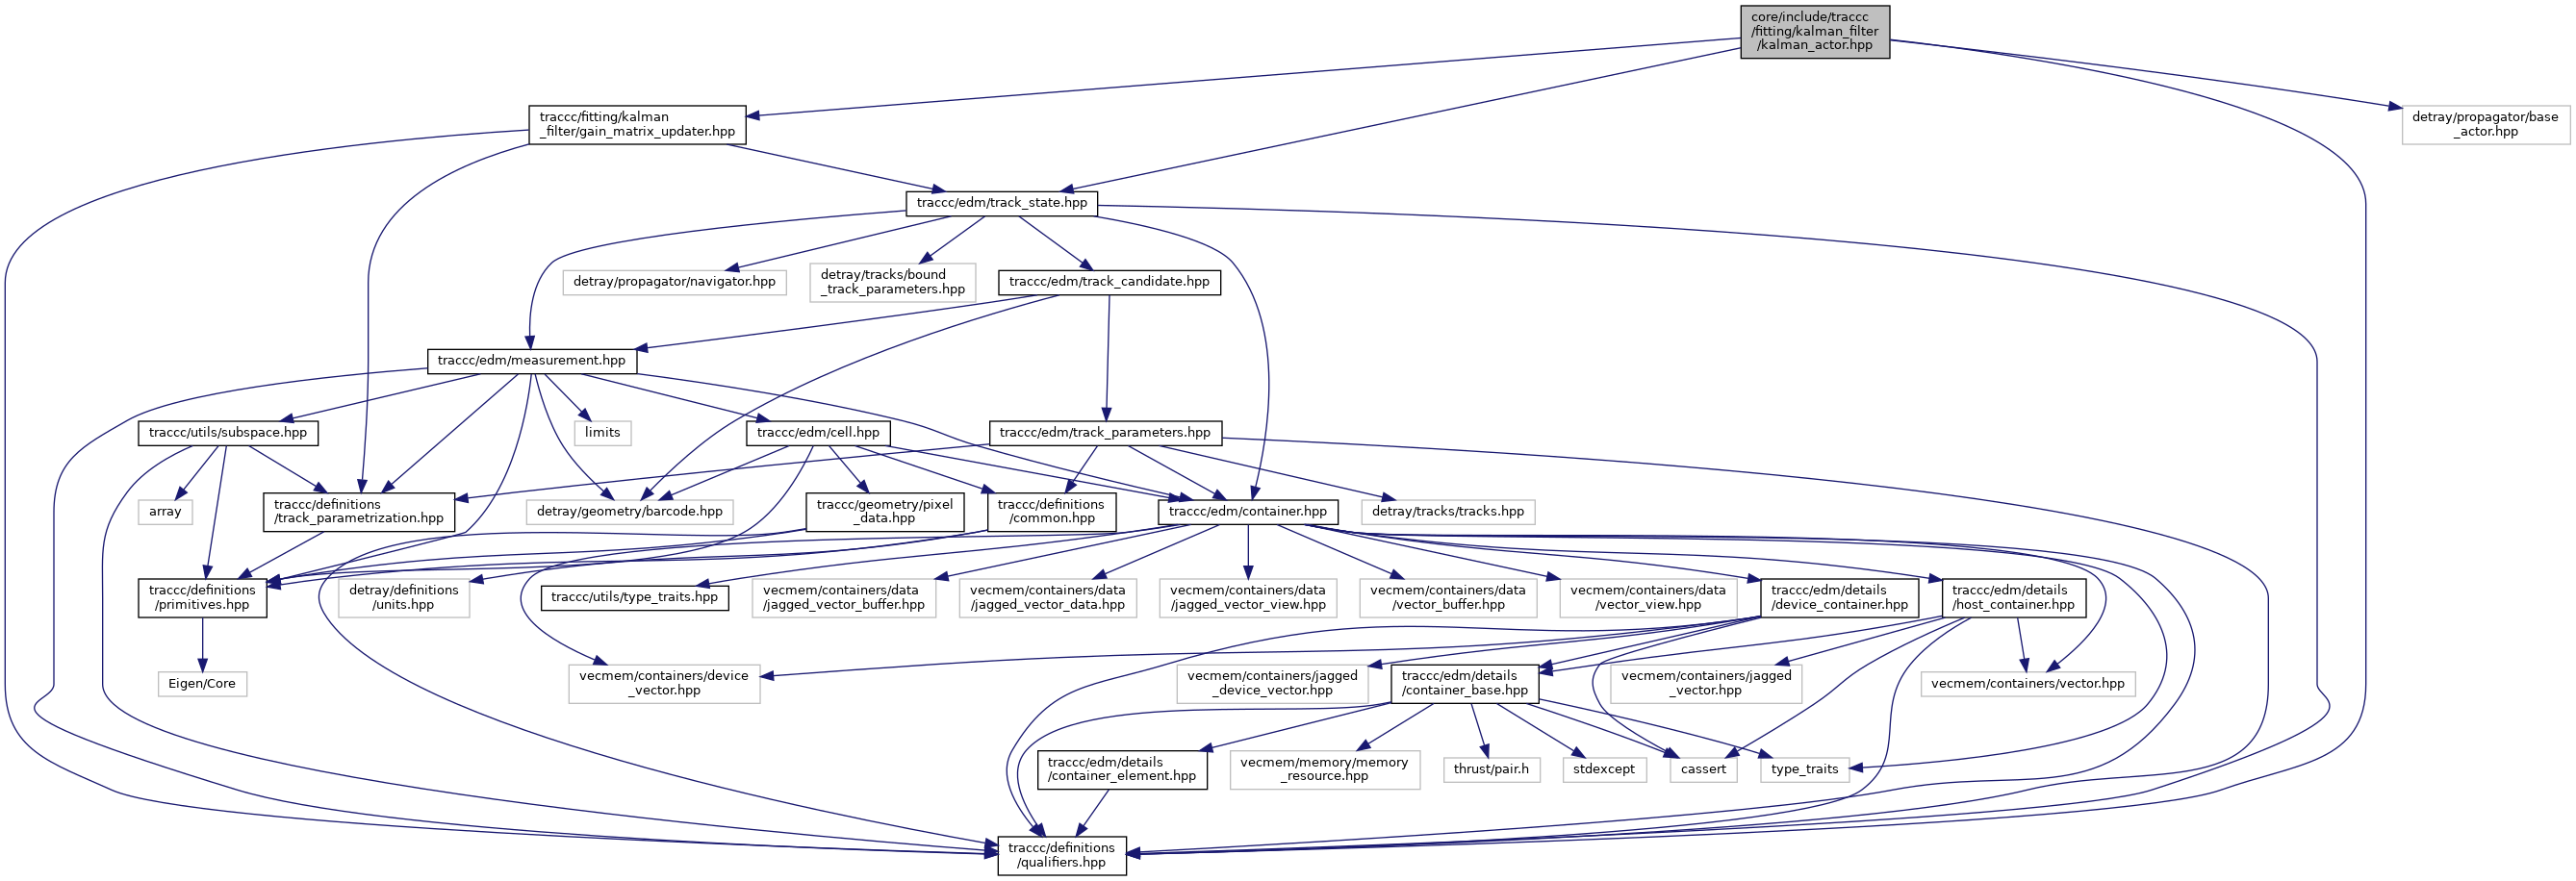 core/include/traccc
/fitting/kalman_filter
/kalman_actor.hpp
traccc/fitting/kalman
_filter/gain_matrix_updater.hpp
detray/propagator/base
_actor.hpp
traccc/edm/track_state.hpp
detray/propagator/navigator.hpp
detray/tracks/bound
_track_parameters.hpp
traccc/edm/track_candidate.hpp
traccc/edm/measurement.hpp
traccc/utils/subspace.hpp
limits
traccc/edm/cell.hpp
traccc/edm/track_parameters.hpp
array
traccc/definitions
/track_parametrization.hpp
detray/geometry/barcode.hpp
traccc/geometry/pixel
_data.hpp
traccc/definitions
/common.hpp
traccc/edm/container.hpp
detray/tracks/tracks.hpp
traccc/definitions
/primitives.hpp
detray/definitions
/units.hpp
traccc/utils/type_traits.hpp
vecmem/containers/data
/jagged_vector_buffer.hpp
vecmem/containers/data
/jagged_vector_data.hpp
vecmem/containers/data
/jagged_vector_view.hpp
vecmem/containers/data
/vector_buffer.hpp
vecmem/containers/data
/vector_view.hpp
traccc/edm/details
/device_container.hpp
traccc/edm/details
/host_container.hpp
Eigen/Core
vecmem/containers/device
_vector.hpp
vecmem/containers/jagged
_device_vector.hpp
traccc/edm/details
/container_base.hpp
vecmem/containers/jagged
_vector.hpp
vecmem/containers/vector.hpp
traccc/edm/details
/container_element.hpp
vecmem/memory/memory
_resource.hpp
thrust/pair.h
stdexcept
cassert
type_traits
traccc/definitions
/qualifiers.hpp